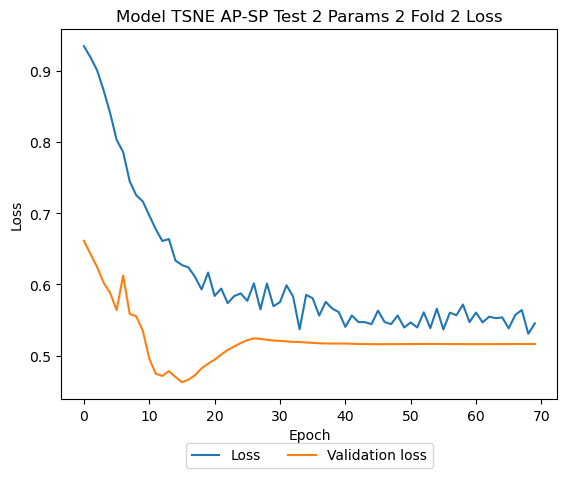 Model TSNE AP-SP Test 2 Params 2 Fold 2 Loss
Loss
0.9
0.8
0.7
0.6
0.5
0 10 20 30 40 50 60 70
Epoch
Loss Validation loss